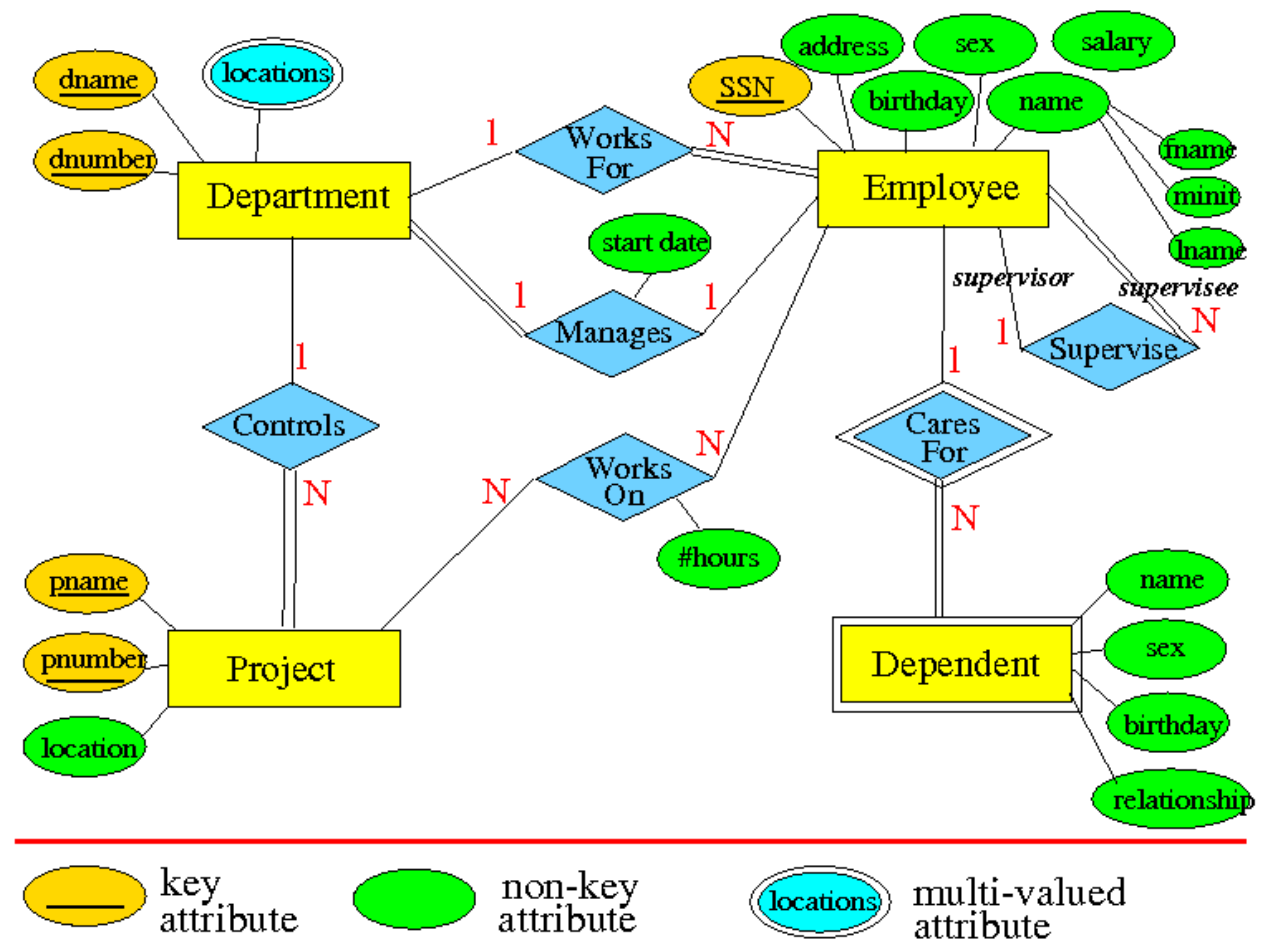 address
sex
salary
dname
locations
SSN
birthday
name
1
Works
For
N
fname
dnumber
Department
Employee
minit
start date
lname
supervisor
supervisee
1
1
Manages
1
Supervise
N
1
1
Controls
Cares
For
N
N
Works
On
N
N
#hours
pname
name
pnumber
Project
Dependent
sex
location
birthday
relationship
key
attribute
non-key
attribute
locations
multi-valued
attribute